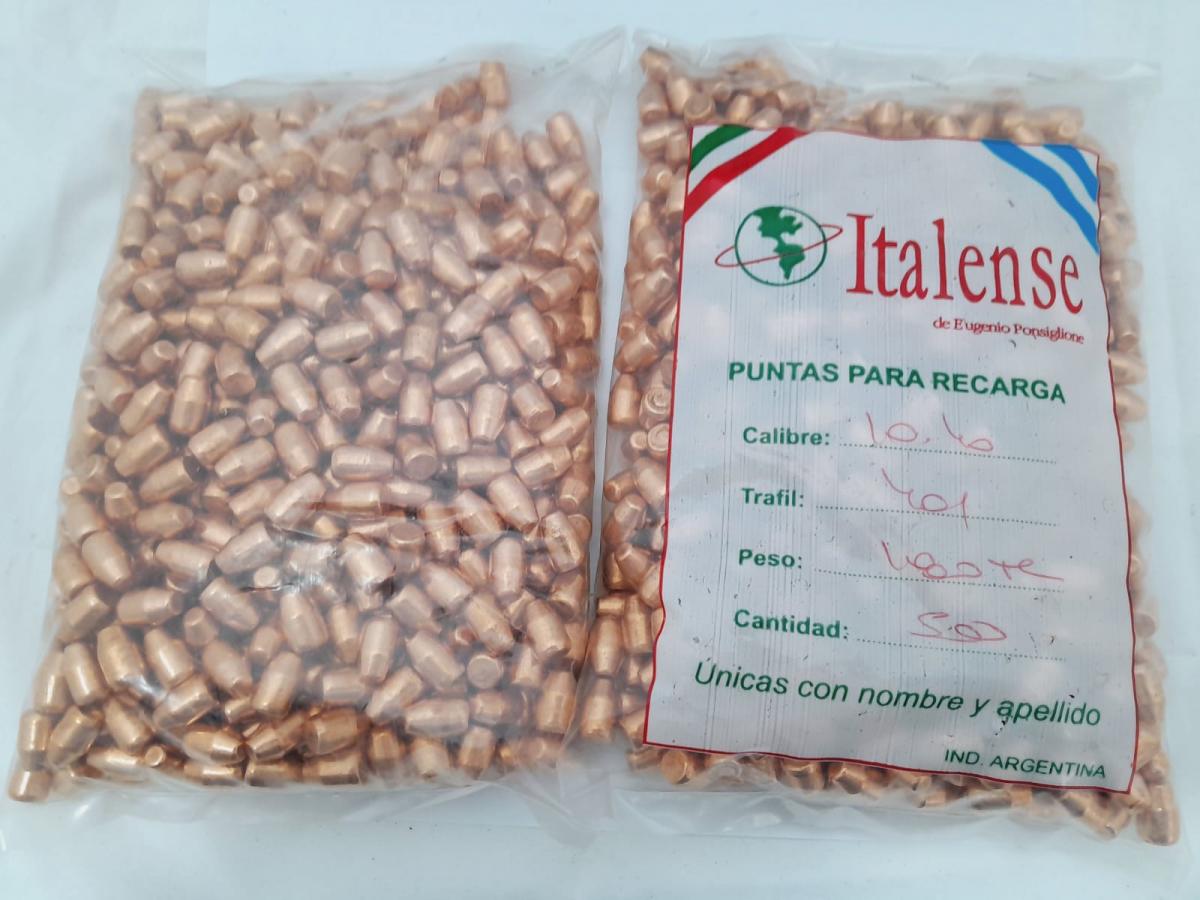 Italense
de Eugenio Ponsiglione
PUNTAS PARA RECARGA
Calibre: 10.40
Trafil: 401
Peso:
Cantidad: 500
Únicas con nombre y apellido
IND. ARGENTINA